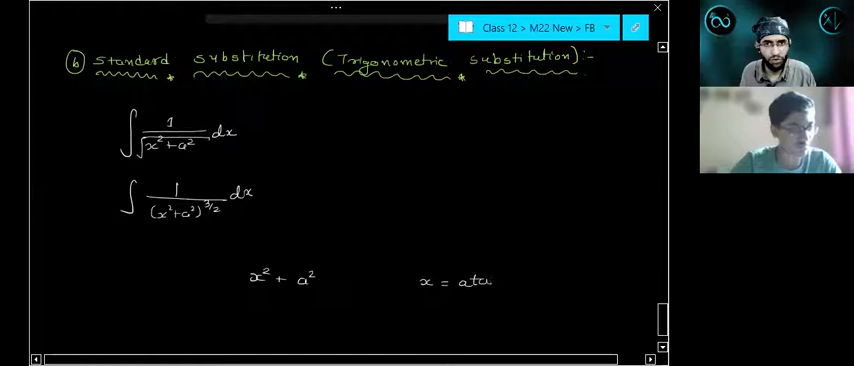 Class 12 > M22 New > FB
(b) Standard substitution (Trigonometric substitution):-
∫ 1/√(x² + a²) dx
∫ 1/(x² + a²)^(3/2) dx
x² + a² x = a ta